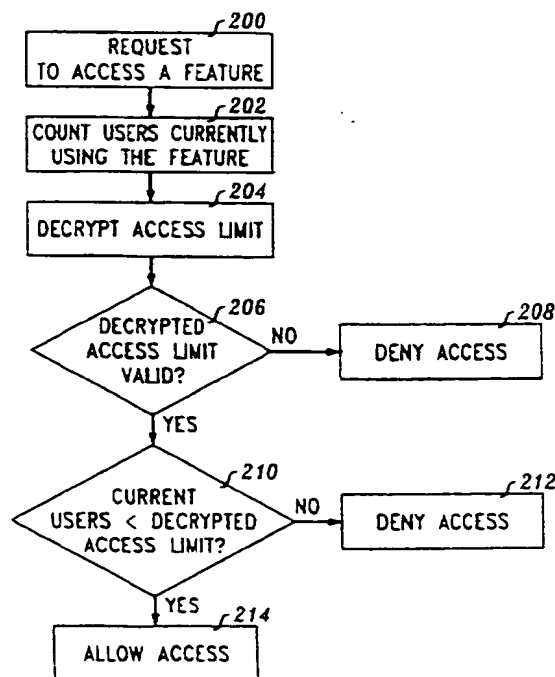 200
REQUEST
TO ACCESS A FEATURE
202
COUNT USERS CURRENTLY
USING THE FEATURE
204
DECRYPT ACCESS LIMIT
206
DECRYPTED
ACCESS LIMIT
VALID?
NO
208
DENY ACCESS
YES
210
CURRENT
USERS < DECRYPTED
ACCESS LIMIT?
NO
212
DENY ACCESS
YES
214
ALLOW ACCESS